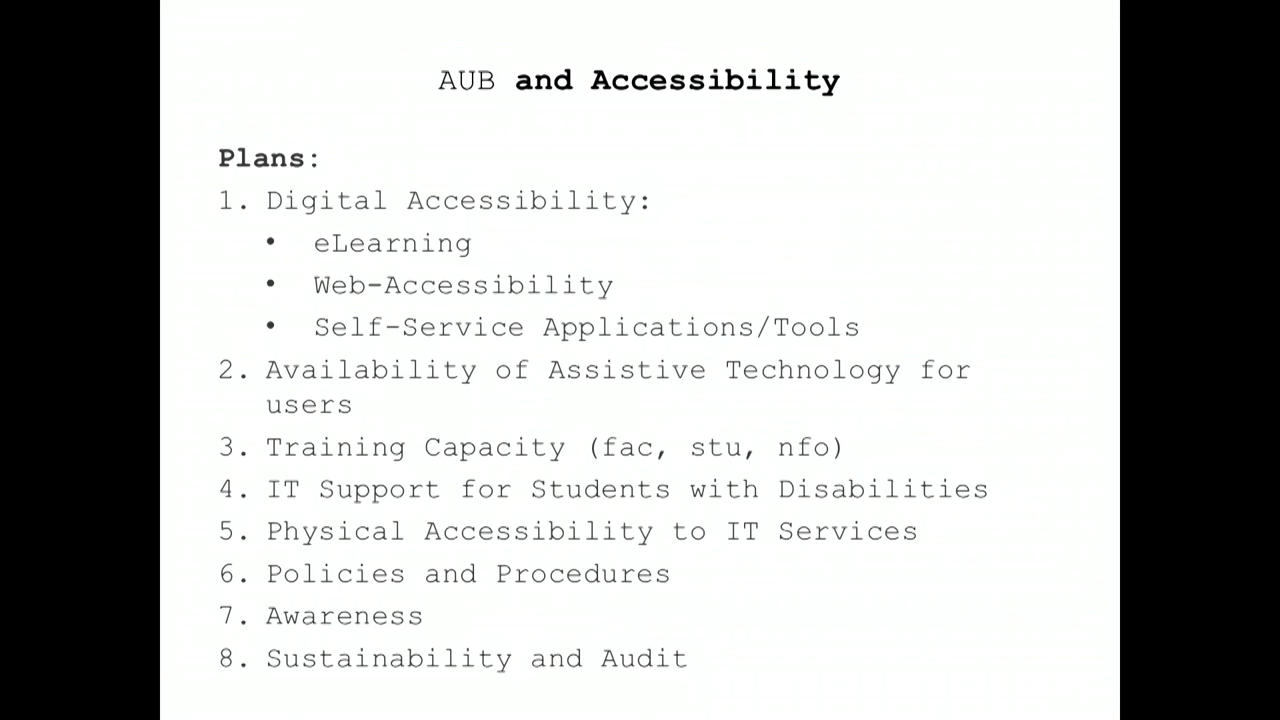 AUB and Accessibility
Plans:
1. Digital Accessibility:
• eLearning
• Web-Accessibility
• Self-Service Applications/Tools
2. Availability of Assistive Technology for
users
3. Training Capacity (fac, stu, nfo)
4. IT Support for Students with Disabilities
5. Physical Accessibility to IT Services
6. Policies and Procedures
7. Awareness
8. Sustainability and Audit